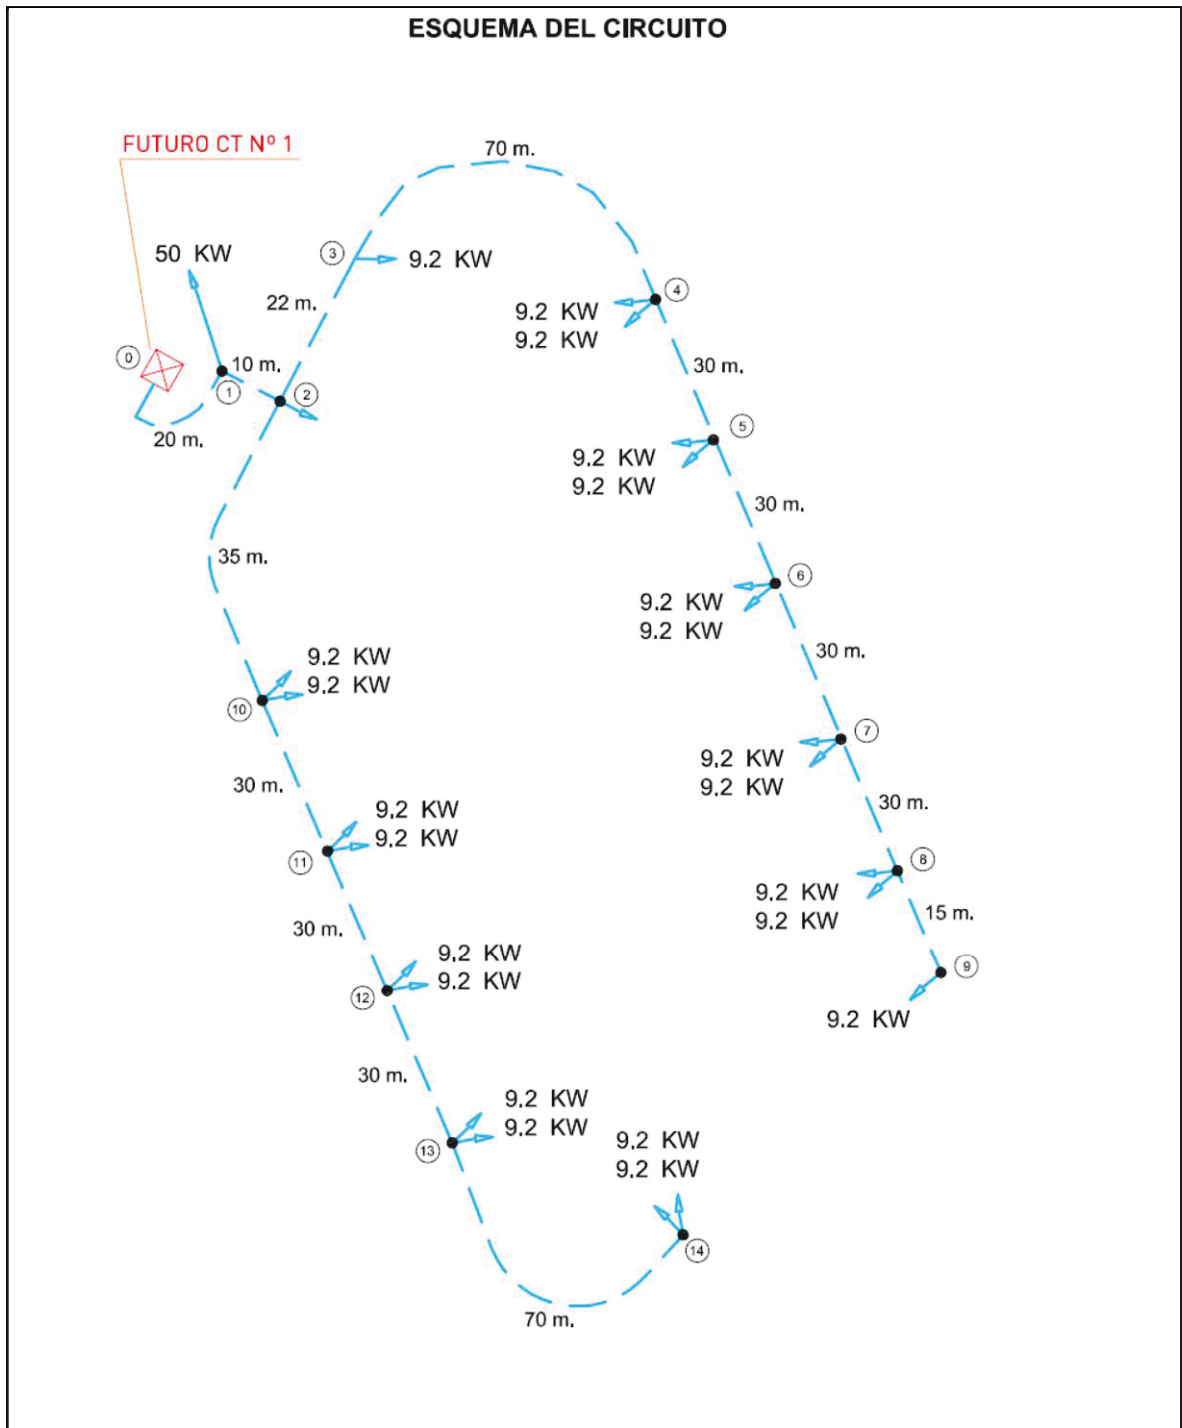 ESQUEMA DEL CIRCUITO
70 m.
FUTURO CT Nº 1
50 KW
3
9.2 KW
4
22 m.
9.2 KW
9.2 KW
0
10 m.
30 m.
1
2
20 m.
5
9.2 KW
9.2 KW
30 m.
35 m.
6
9.2 KW
9.2 KW
30 m.
9.2 KW
9.2 KW
10
7
9.2 KW
9.2 KW
30 m.
30 m.
9.2 KW
9.2 KW
11
8
9.2 KW
9.2 KW
15 m.
30 m.
9.2 KW
9.2 KW
12
9
9.2 KW
30 m.
9.2 KW
9.2 KW
13
9.2 KW
9.2 KW
14
70 m.